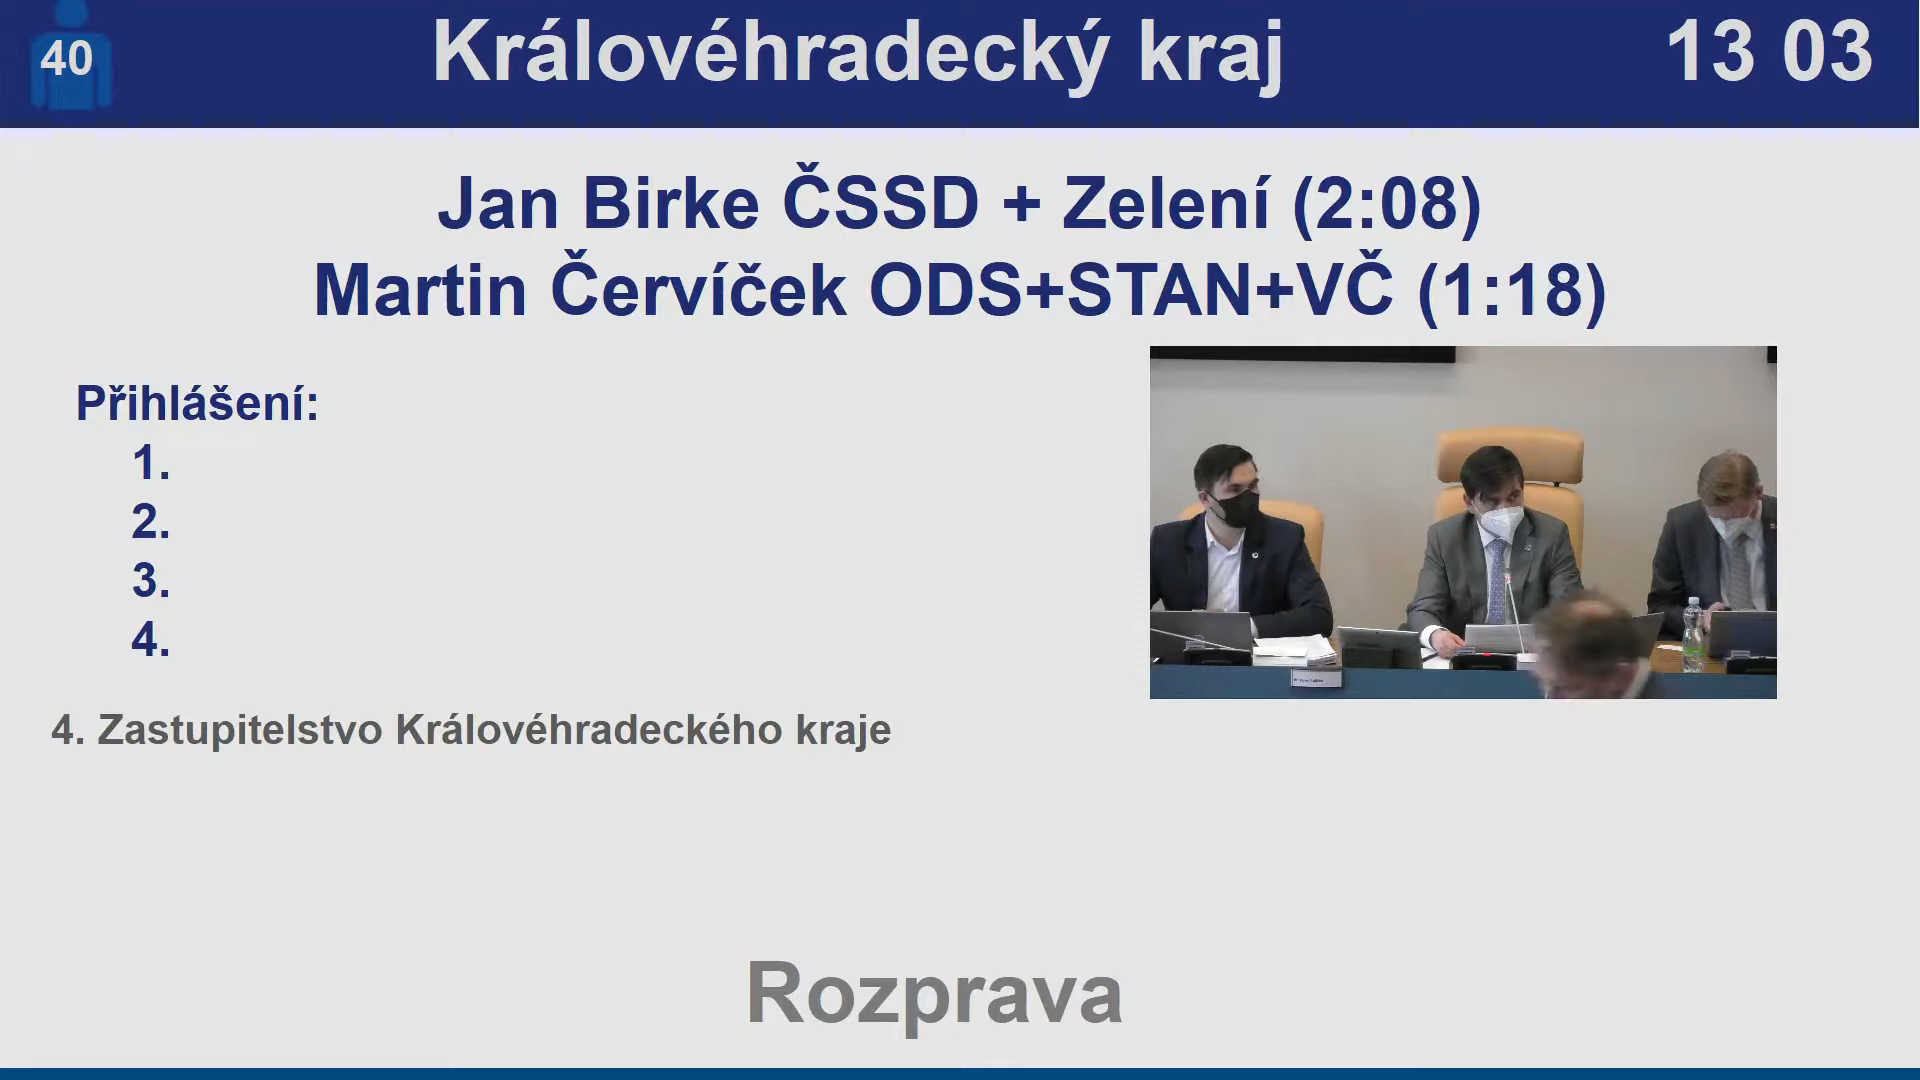 40
Královéhradecký kraj
13 03
Jan Birke ČSSD + Zelení (2:08)
Martin Červíček ODS+STAN+VČ (1:18)
Přihlášení:
1.
2.
3.
4.
4. Zastupitelstvo Královéhradeckého kraje
Rozprava